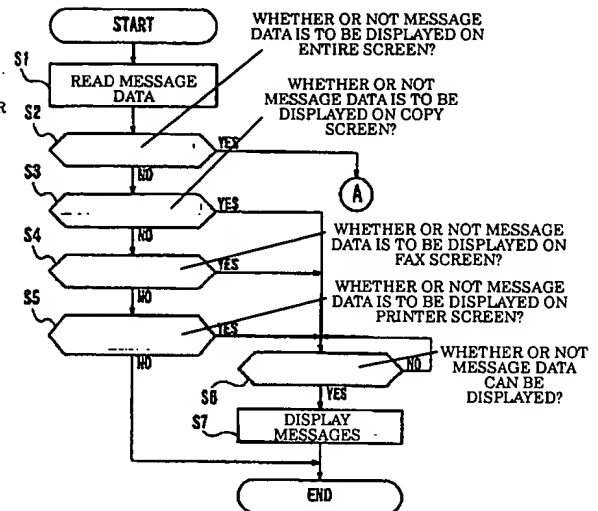 START
WHETHER OR NOT MESSAGE
DATA IS TO BE DISPLAYED ON
ENTIRE SCREEN?
S1
READ MESSAGE
DATA
WHETHER OR NOT
MESSAGE DATA IS TO BE
DISPLAYED ON COPY
SCREEN?
R
S2
YES
NO
A
S3
YES
NO
S4
YES
NO
WHETHER OR NOT MESSAGE
DATA IS TO BE DISPLAYED ON
FAX SCREEN?
S5
YES
NO
WHETHER OR NOT MESSAGE
DATA IS TO BE DISPLAYED ON
PRINTER SCREEN?
S6
NO
YES
WHETHER OR NOT
MESSAGE DATA
CAN BE
DISPLAYED?
S7
DISPLAY
MESSAGES
END